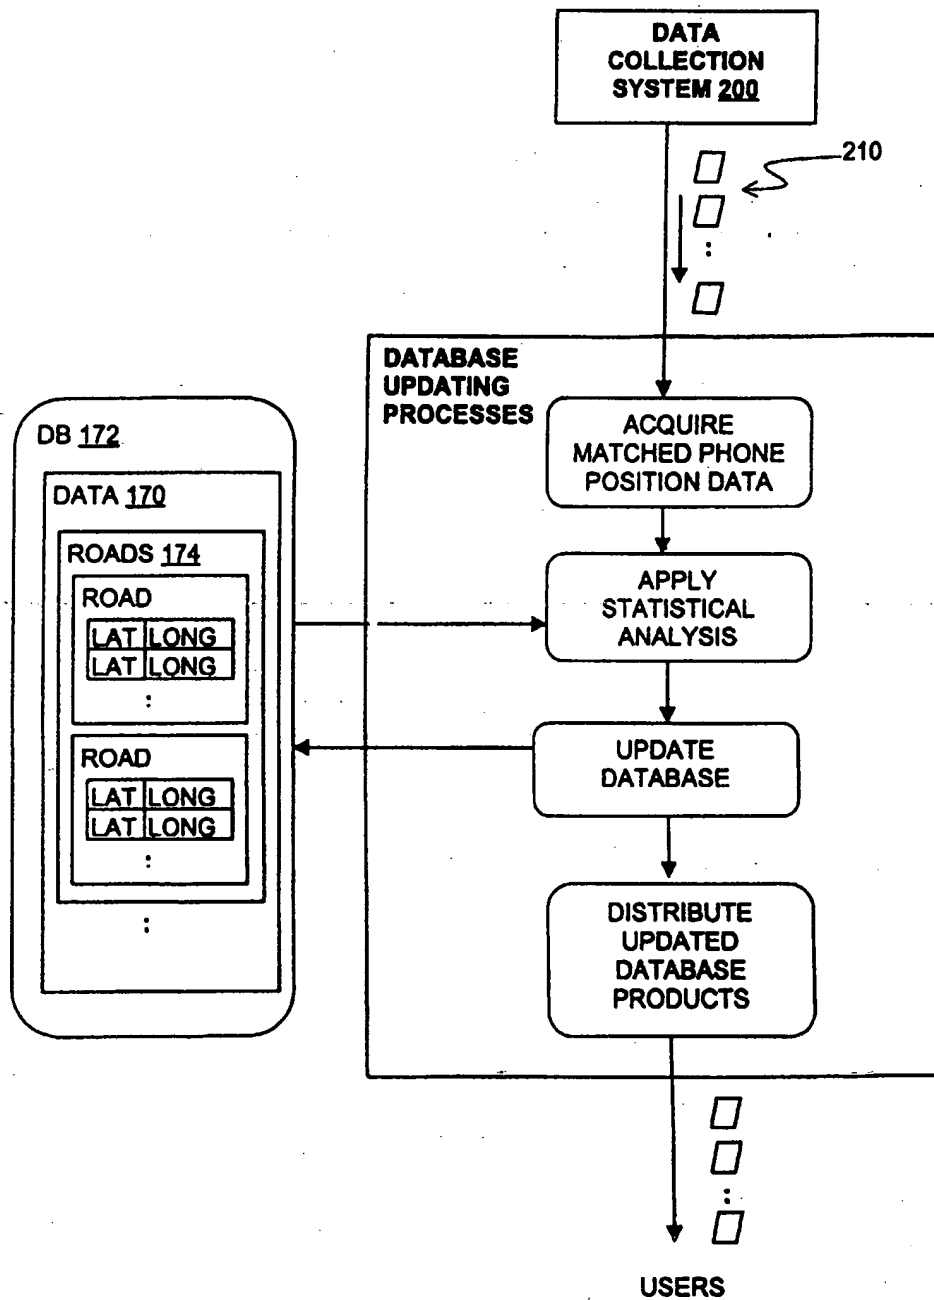 DATA
COLLECTION
SYSTEM 200
210
DATABASE
UPDATING
PROCESSES
ACQUIRE
MATCHED PHONE
POSITION DATA
DB 172
DATA 170
ROADS 174
ROAD
LAT LONG
LAT LONG
:
ROAD
LAT LONG
LAT LONG
:
:
APPLY
STATISTICAL
ANALYSIS
UPDATE
DATABASE
DISTRIBUTE
UPDATED
DATABASE
PRODUCTS
USERS